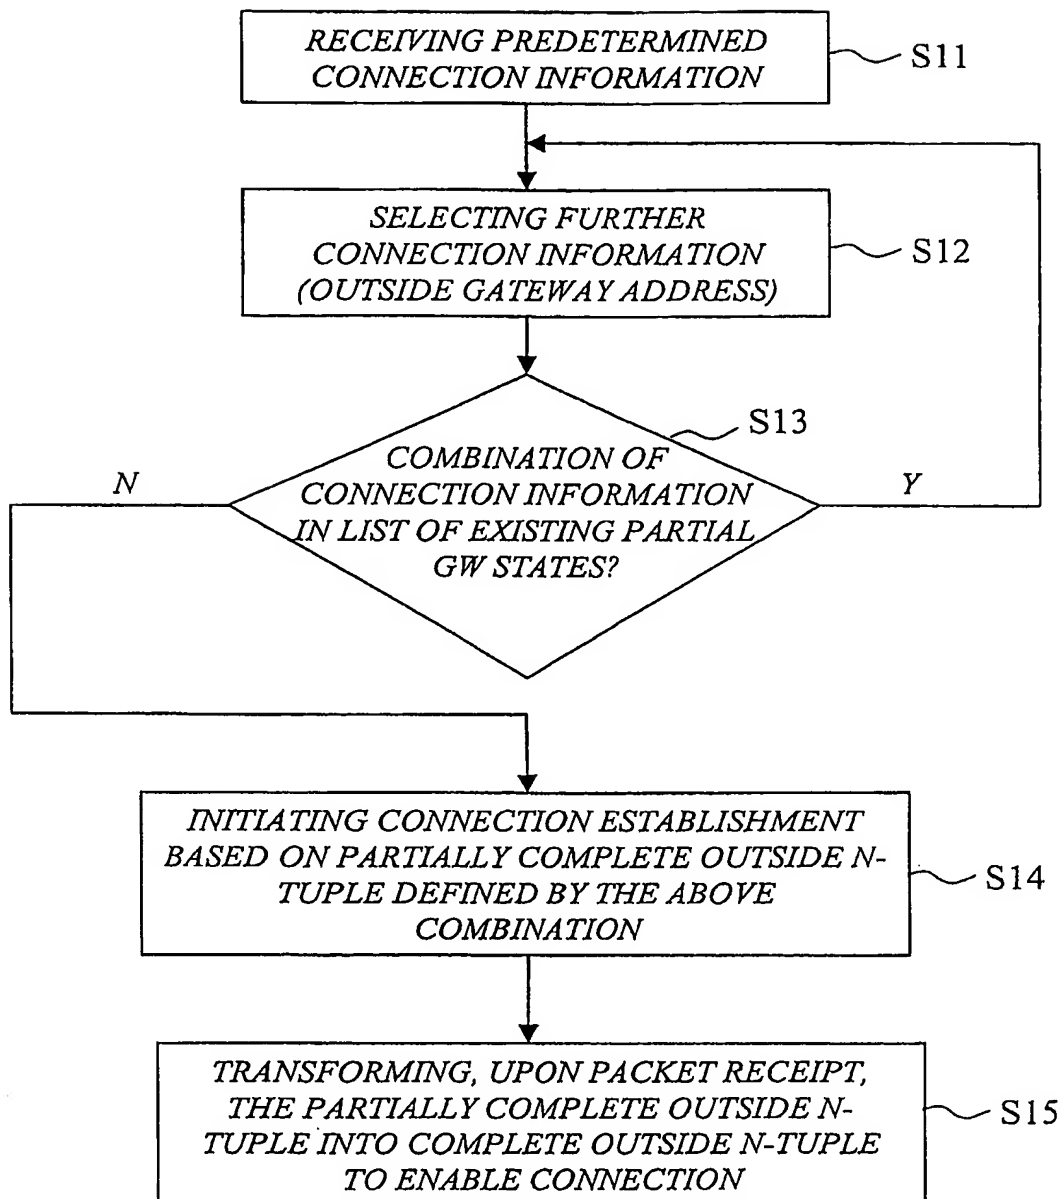 RECEIVING PREDETERMINED
CONNECTION INFORMATION
S11
SELECTING FURTHER
CONNECTION INFORMATION
(OUTSIDE GATEWAY ADDRESS)
S12
S13
COMBINATION OF
CONNECTION INFORMATION
IN LIST OF EXISTING PARTIAL
GW STATES?
N
Y
INITIATING CONNECTION ESTABLISHMENT
BASED ON PARTIALLY COMPLETE OUTSIDE N-
TUPLE DEFINED BY THE ABOVE
COMBINATION
S14
TRANSFORMING, UPON PACKET RECEIPT,
THE PARTIALLY COMPLETE OUTSIDE N-
TUPLE INTO COMPLETE OUTSIDE N-TUPLE
TO ENABLE CONNECTION
S15